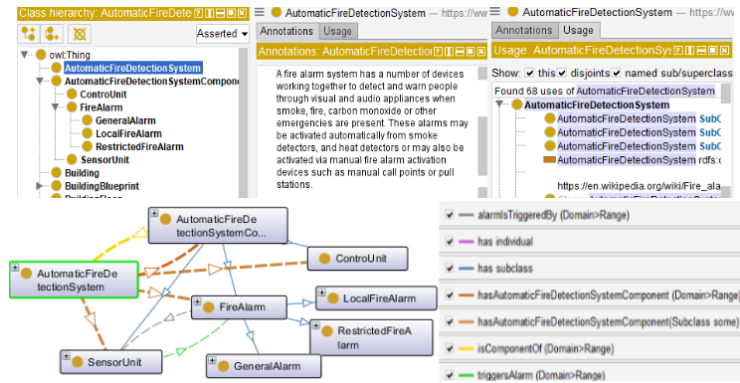 Class hierarchy: AutomaticFireDete
Asserted
owl:Thing
AutomaticFireDetectionSystem
AutomaticFireDetectionSystemCompone
ControUnit
FireAlarm
GeneralAlarm
LocalFireAlarm
RestrictedFireAlarm
SensorUnit
Building
BuildingBlueprint
AutomaticFireDetectionSystem — https://ww
Annotations Usage
Annotations: AutomaticFireDetectio
A fire alarm system has a number of devices
working together to detect and warn people
through visual and audio appliances when
smoke, fire, carbon monoxide or other
emergencies are present. These alarms may
be activated automatically from smoke
detectors, and heat detectors or may also be
activated via manual fire alarm activation
devices such as manual call points or pull
stations.
AutomaticFireDetectionSystem — https://ww
Annotations Usage
Usage: AutomaticFireDetectionSys
Show: this disjoints named sub/superclass
Found 68 uses of AutomaticFireDetectionSystem
AutomaticFireDetectionSystem
AutomaticFireDetectionSystem SubC
AutomaticFireDetectionSystem SubC
AutomaticFireDetectionSystem SubC
AutomaticFireDetectionSystem rdfs:c
https://en.wikipedia.org/wiki/Fire_ala
AutomaticFireDe
tectionSystemCo...
ControUnit
AutomaticFireDe
tectionSystem
FireAlarm
LocalFireAlarm
RestrictedFireA
larm
SensorUnit
GeneralAlarm
alarmIsTriggeredBy (Domain>Range)
has individual
has subclass
hasAutomaticFireDetectionSystemComponent (Domain>Range)
hasAutomaticFireDetectionSystemComponent(Subclass some)
isComponentOf (Domain>Range)
triggersAlarm (Domain>Range)